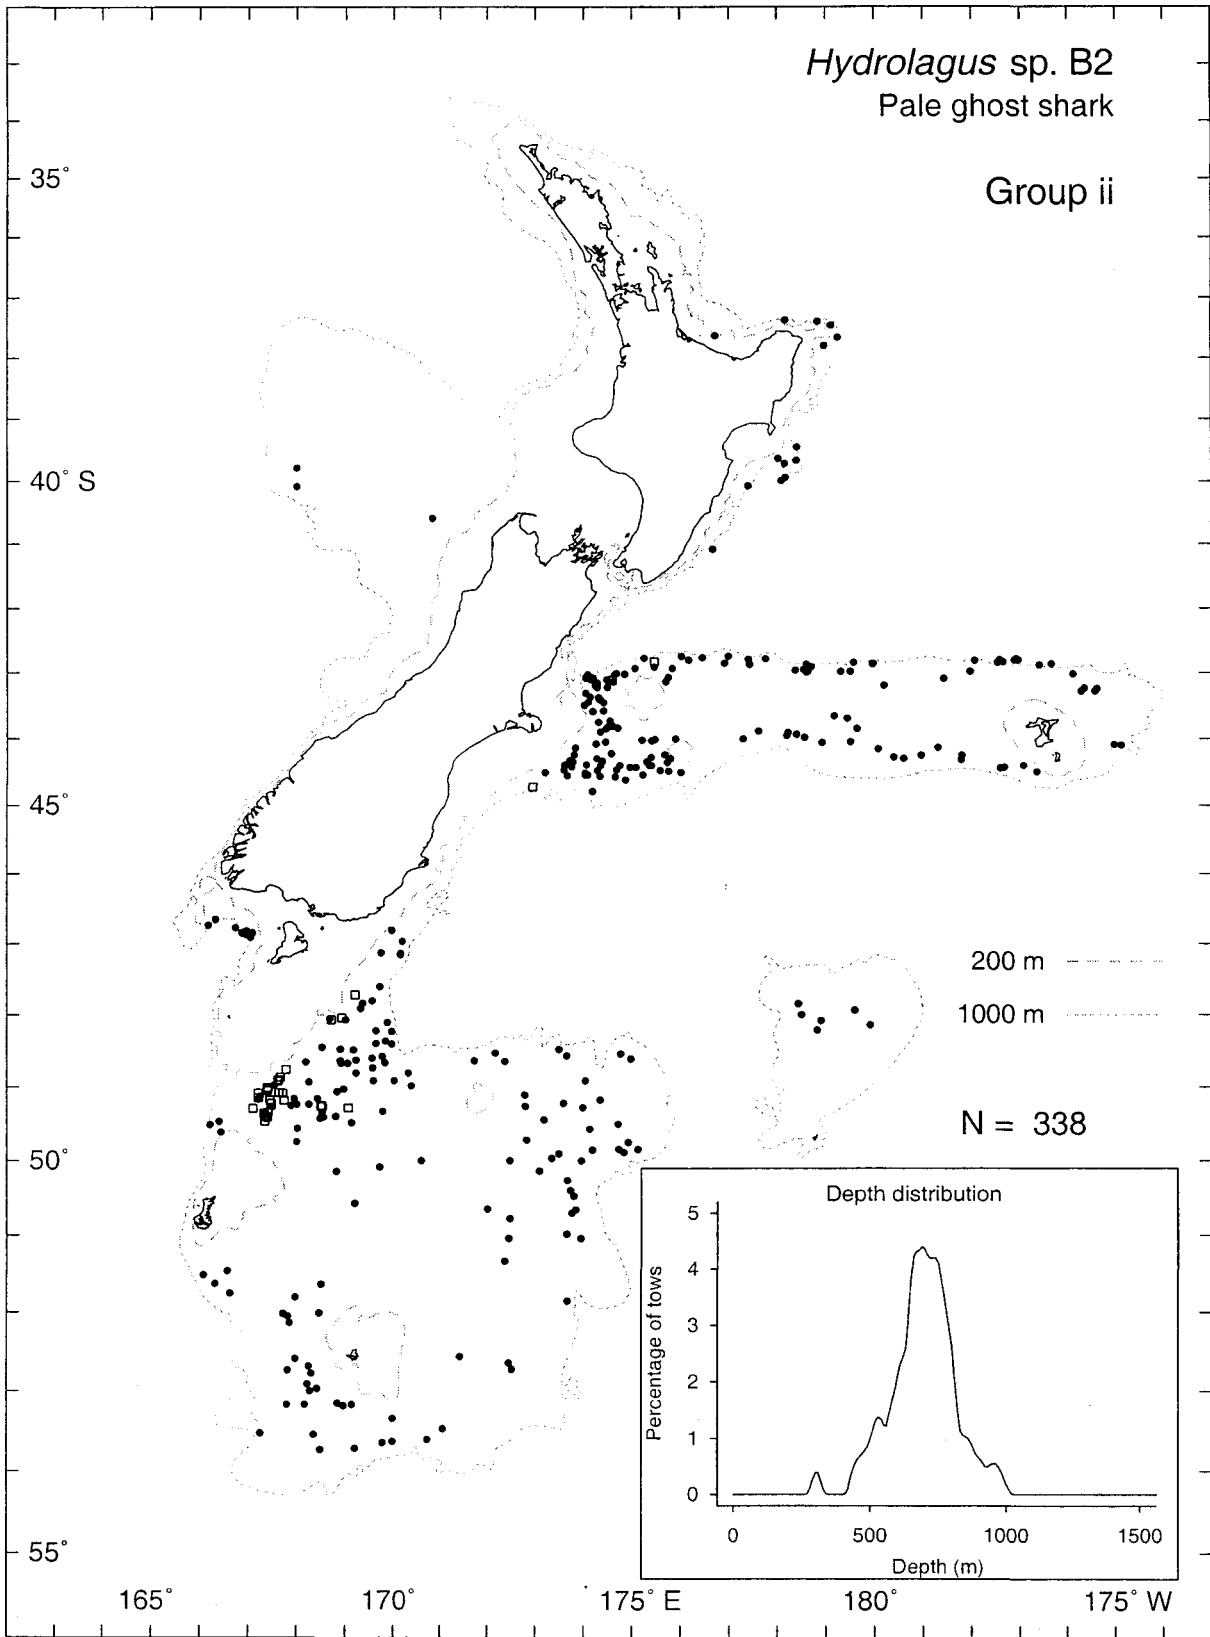 Hydrolagus sp. B2
Pale ghost shark
Group ii
35°
40° S
45°
50°
55°
200 m
1000 m
N = 338
Depth distribution
Percentage of tows
5
4
3
2
1
0
0 500 1000 1500
Depth (m)
165° 170° 175° E 180° 175° W